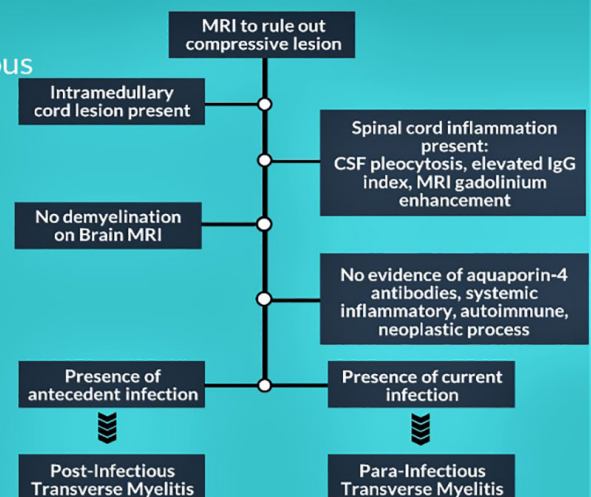 MRI to rule out
compressive lesion
Intramedullary
cord lesion present
Spinal cord inflammation
present:
CSF pleocytosis, elevated IgG
index, MRI gadolinium
enhancement
No demyelination
on Brain MRI
No evidence of aquaporin-4
antibodies, systemic
inflammatory, autoimmune,
neoplastic process
Presence of
antecedent infection
Presence of current
infection
Post-Infectious
Transverse Myelitis
Para-Infectious
Transverse Myelitis